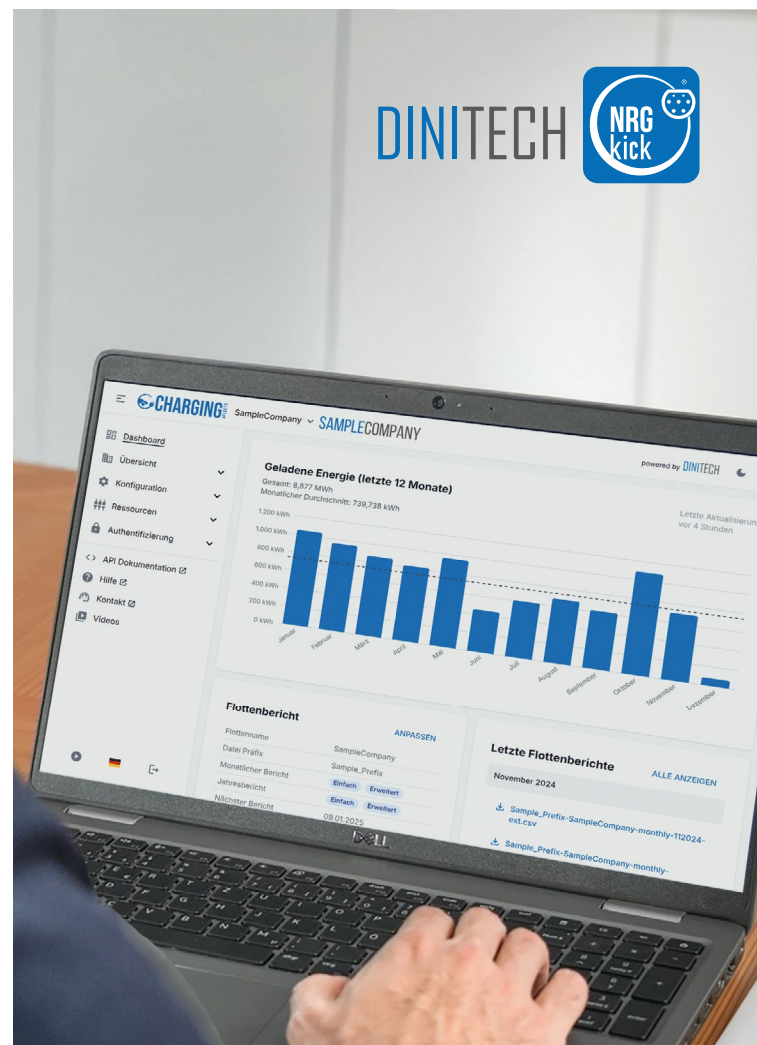 DINITECH
NRG
kick
®
CHARGING
SampleCompany
SAMPLECOMPANY
powered by DINITECH
Dashboard
Übersicht
Konfiguration
Ressourcen
Authentifizierung
API Dokumentation
Hilfe
Kontakt
Videos
Geladene Energie (letzte 12 Monate)
Gesamt: 8,877 MWh
Monatlicher Durchschnitt: 739,738 kWh
Letzte Aktualisierun
vor 4 Stunden
1.200 kWh
1.000 kWh
800 kWh
600 kWh
400 kWh
200 kWh
0 kWh
Januar
Februar
März
April
Mai
Juni
Juli
August
September
Oktober
November
Dezember
Flottenbericht
ANPASSEN
Flottenname SampleCompany
Datei Präfix Sample_Prefix
Monatlicher Bericht Einfach Erweitert
Jahresbericht Einfach Erweitert
Nächster Bericht 09.01.2025
Letzte Flottenberichte
ALLE ANZEIGEN
November 2024
Sample_Prefix-SampleCompany-monthly-112024-
ext.csv
Sample_Prefix-SampleCompany-monthly-
DELL